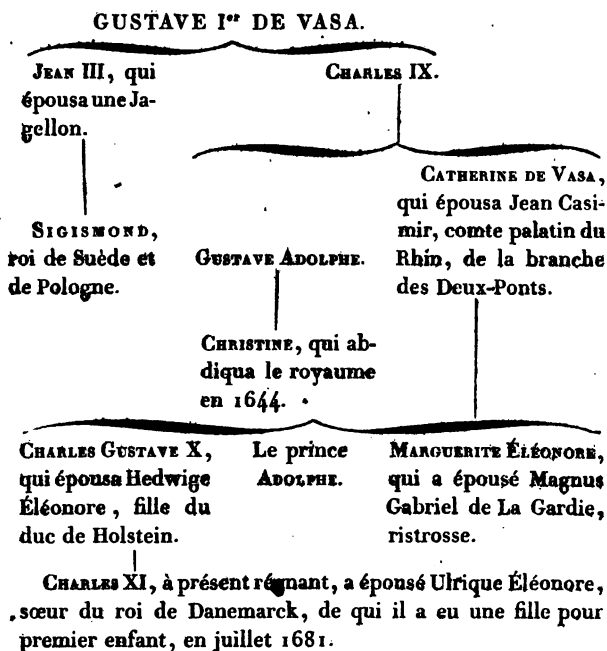 GUSTAVE Iᵉʳ DE VASA.
JEAN III, qui
épousa une Ja-
gellon.
CHARLES IX.
SIGISMOND,
roi de Suède et
de Pologne.
GUSTAVE ADOLPHE.
CATHERINE DE VASA,
qui épousa Jean Casi-
mir, comte palatin du
Rhin, de la branche
des Deux-Ponts.
CHRISTINE, qui ab-
diqua le royaume
en 1644.
CHARLES GUSTAVE X,
qui épousa Hedwige
Éléonore, fille du
duc de Holstein.
Le prince
ADOLPHE.
MARGUERITE ÉLÉONORE,
qui a épousé Magnus
Gabriel de La Gardie,
ristrosse.
CHARLES XI, à présent régnant, a épousé Ulrique Éléonore,
sœur du roi de Danemarck, de qui il a eu une fille pour
premier enfant, en juillet 1681.